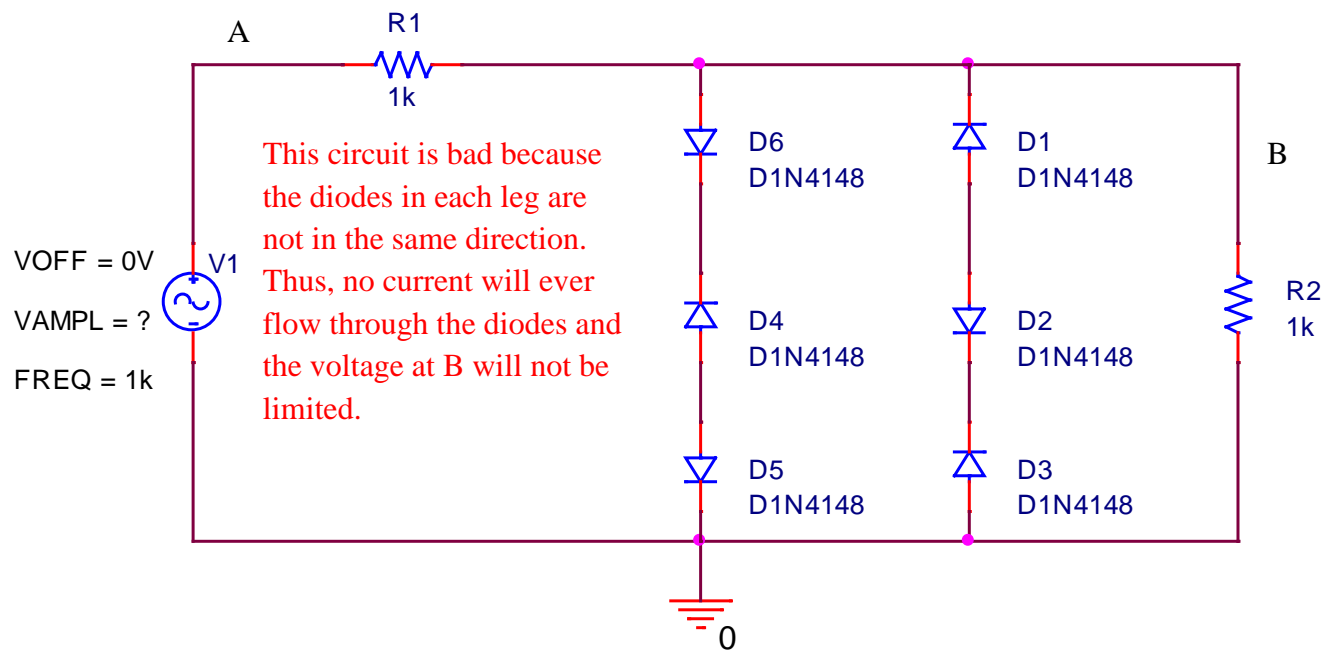 A
R1
1k
This circuit is bad because
the diodes in each leg are
not in the same direction.
Thus, no current will ever
flow through the diodes and
the voltage at B will not be
limited.
VOFF = 0V
VAMPL = ?
FREQ = 1k
V1
D6
D1N4148
D4
D1N4148
D5
D1N4148
D1
D1N4148
D2
D1N4148
D3
D1N4148
B
R2
1k
0